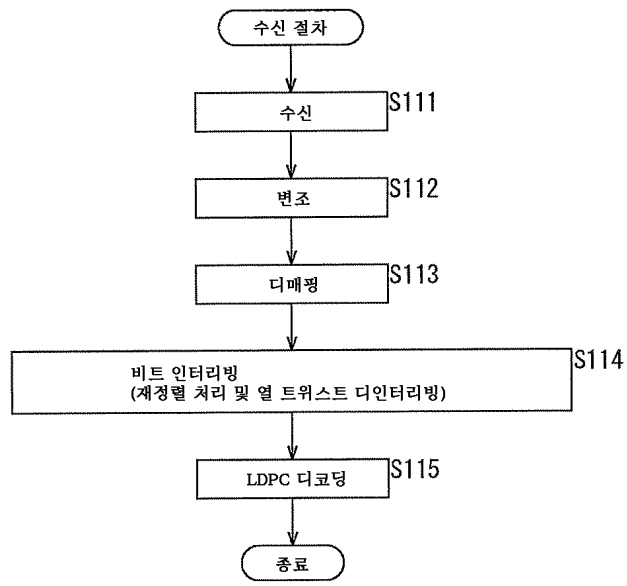 수신 절차
수신
S111
변조
S112
디매핑
S113
비트 인터리빙
(재정렬 처리 및 열 트위스트 디인터리빙)
S114
LDPC 디코딩
S115
종료